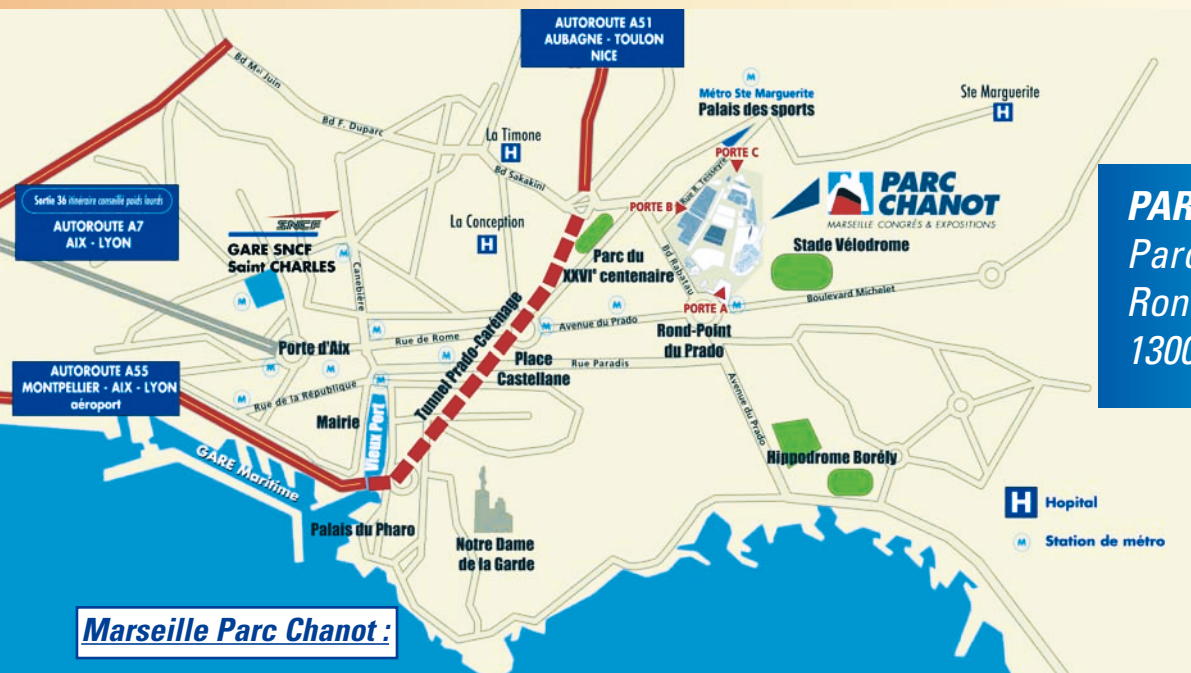 AUTOROUTE A51
AUBAGNE - TOULON
NICE
Bd Mal Juin
M
Métro Ste Marguerite
Palais des sports
Ste Marguerite
H
Bd F. Duparc
La Timone
H
Bd Sakakini
PORTE C
Rue R. Teisseyre
PARC
CHANOT
MARSEILLE CONGRÈS & EXPOSITIONS
PORTE B
Sortie 36 itinéraire conseillé poids lourds
AUTOROUTE A7
AIX - LYON
SNCF
GARE SNCF
Saint CHARLES
M
La Conception
H
Canebière
Parc du
XXVIe centenaire
Bd Rabatau
Stade Vélodrome
PAR
Parc
Ron
1300
M
PORTE A
M
M
Boulevard Michelet
Porte d'Aix
M
Rue de Rome
M
Avenue du Prado
Rond-Point
du Prado
M
M
M
Place
Castellane
Rue Paradis
AUTOROUTE A55
MONTPELLIER - AIX - LYON
aéroport
M
Rue de la République
M
Tunnel Prado-Carénage
Mairie
Vieux Port
Avenue du Prado
GARE Maritime
Hippodrome Borély
Palais du Pharo
Notre Dame
de la Garde
H Hopital
M Station de métro
Marseille Parc Chanot :